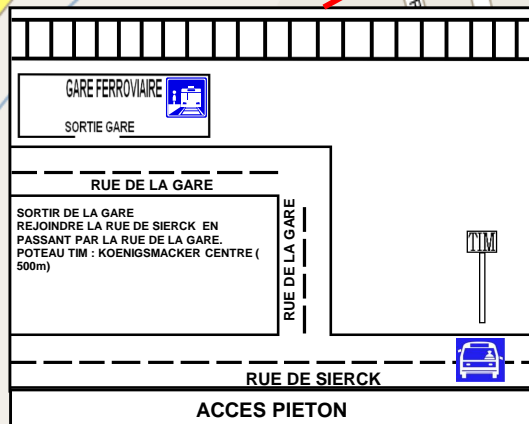 GARE FERROVIAIRE
SORTIE GARE
RUE DE LA GARE
SORTIR DE LA GARE
REJOINDRE LA RUE DE SIERCK EN
PASSANT PAR LA RUE DE LA GARE.
POTEAU TIM : KOENIGSMACKER CENTRE (
500m)
RUE DE LA GARE
TIM
RUE DE SIERCK
ACCES PIETON